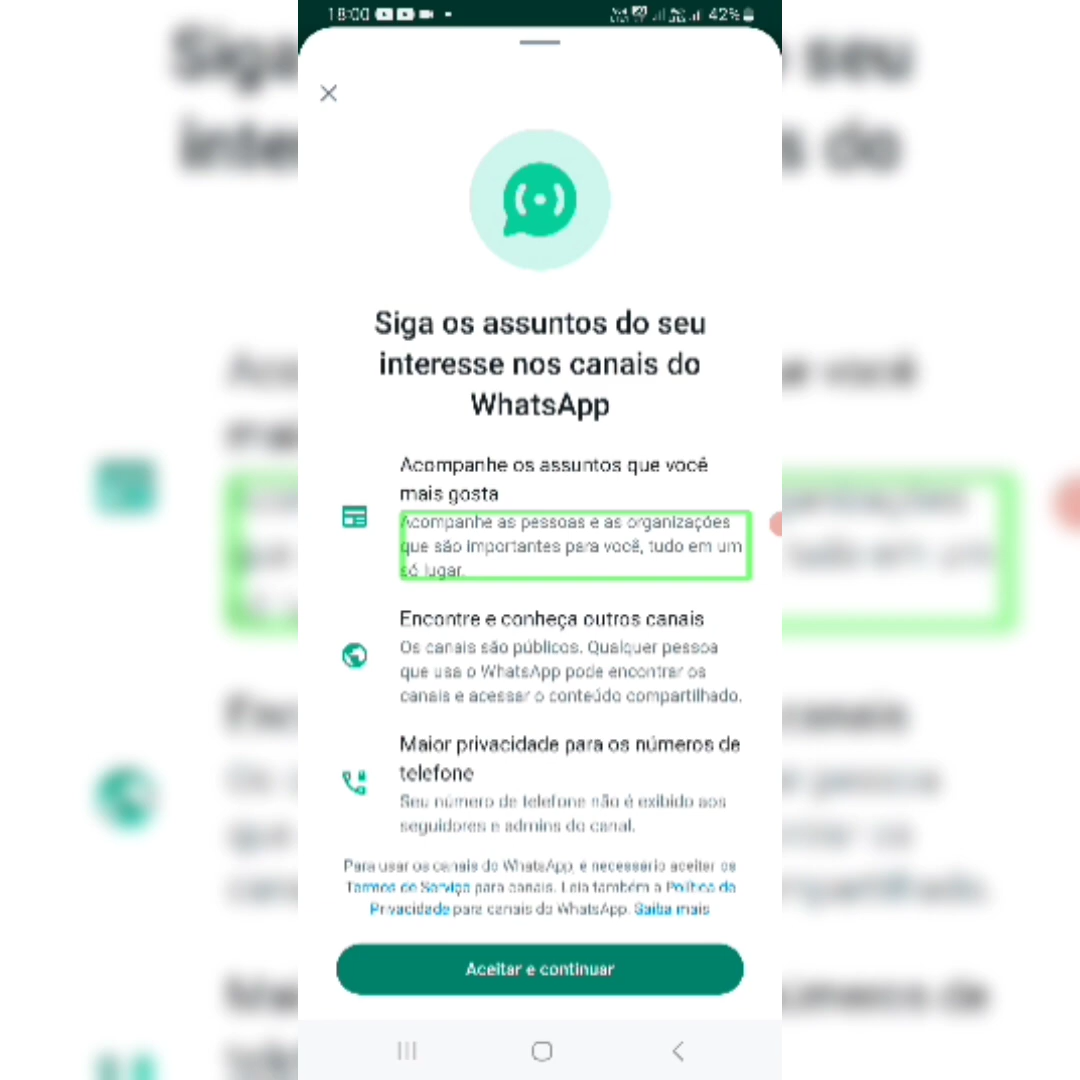 18:00
42%
Siga os assuntos do seu
interesse nos canais do
WhatsApp
Acompanhe os assuntos que você
mais gosta
Acompanhe as pessoas e as organizações
que são importantes para você, tudo em um
só lugar.
Encontre e conheça outros canais
Os canais são públicos. Qualquer pessoa
que usa o WhatsApp pode encontrar os
canais e acessar o conteúdo compartilhado.
Maior privacidade para os números de
telefone
Seu número de telefone não é exibido aos
seguidores e admins do canal.
Para usar os canais do WhatsApp, é necessário aceitar os
Termos de Serviço para canais. Leia também a Política de
Privacidade para canais do WhatsApp. Saiba mais
Aceitar e continuar